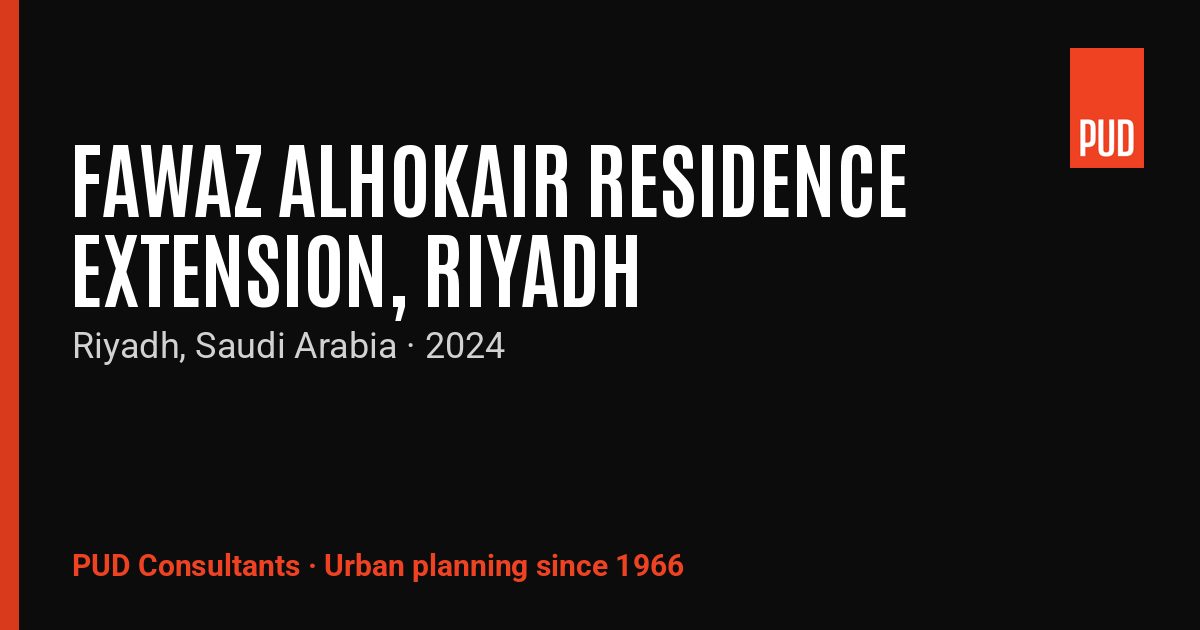 PUD
FAWAZ ALHOKAIR RESIDENCE
EXTENSION, RIYADH
Riyadh, Saudi Arabia · 2024
PUD Consultants · Urban planning since 1966